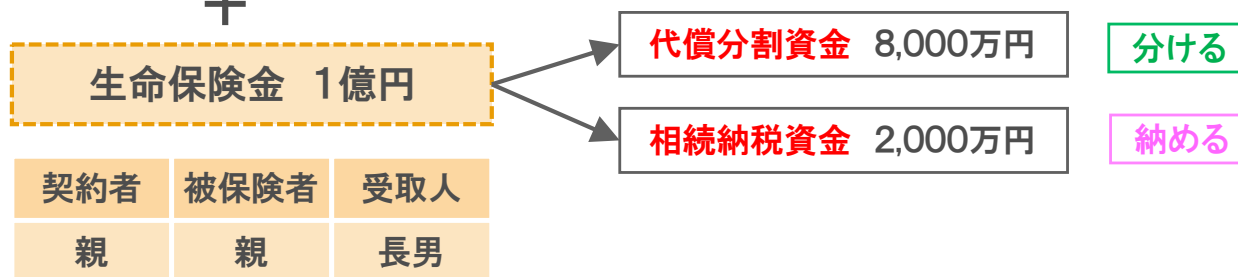 生命保険金 1億円
代償分割資金 8,000万円
分ける
相続納税資金 2,000万円
納める
契約者 被保険者 受取人
親 親 長男